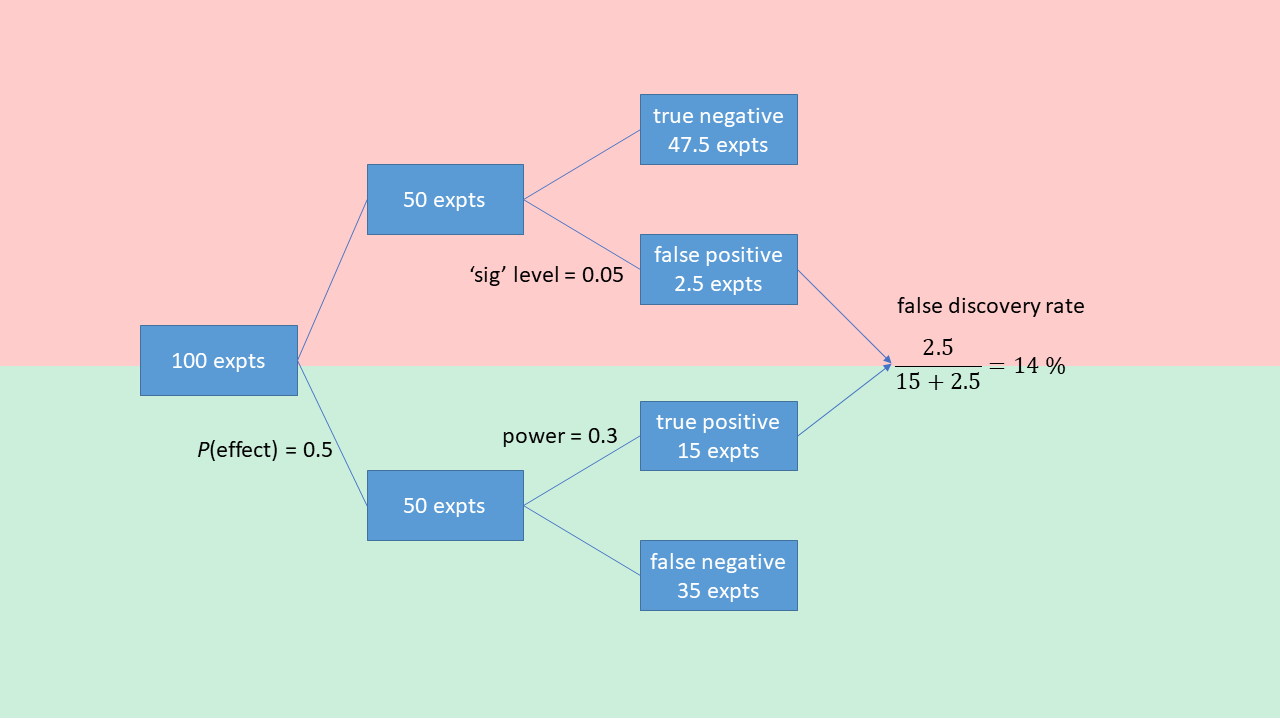 true negative
47.5 expts
50 expts
false positive
2.5 expts
‘sig’ level = 0.05
false discovery rate
2.5
15 + 2.5
= 14 %
100 expts
P(effect) = 0.5
power = 0.3
true positive
15 expts
50 expts
false negative
35 expts